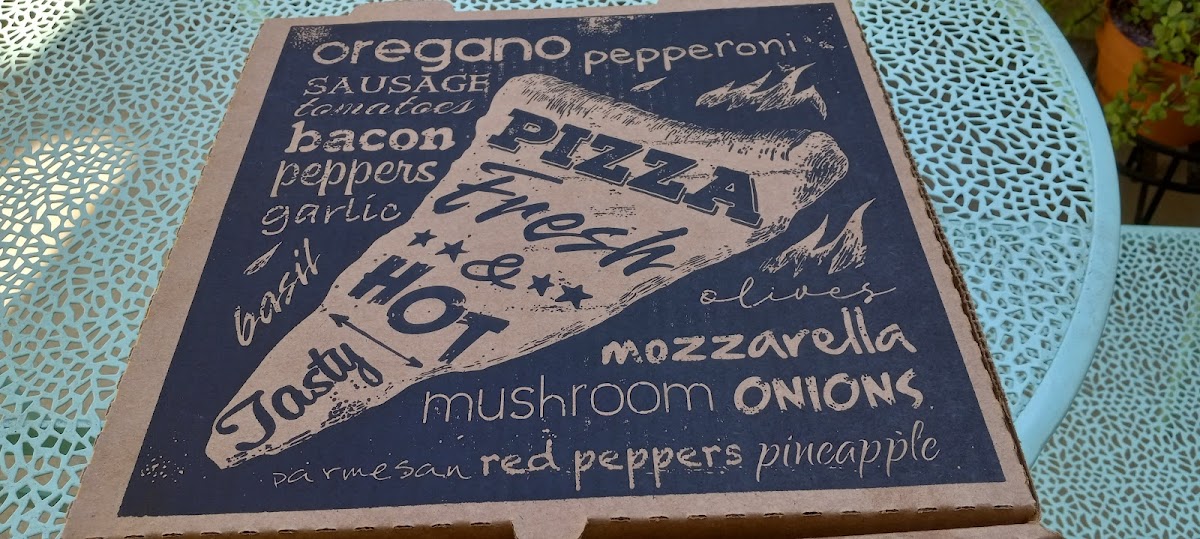 oregano pepperoni
SAUSAGE
tomatoes
bacon
peppers
garlic
basil
PIZZA
Fresh
&
HOT
Tasty
olives
mozzarella
mushroom ONIONS
parmesan red peppers pineapple